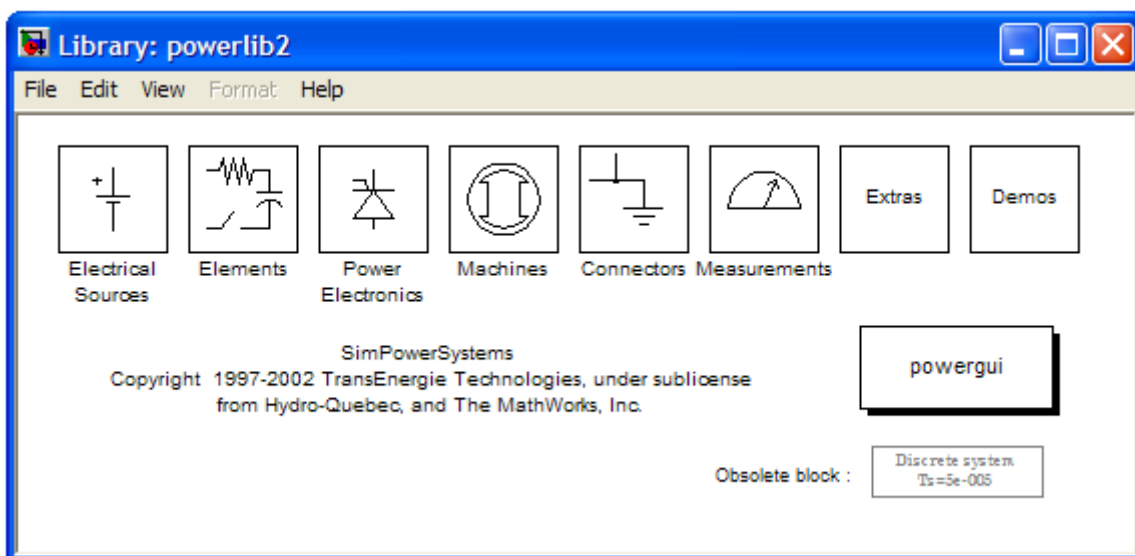 Library: powerlib2
File Edit View Format Help
Extras
Demos
Electrical
Sources
Elements
Power
Electronics
Machines
Connectors
Measurements
SimPowerSystems
Copyright 1997-2002 TransEnergie Technologies, under sublicense
from Hydro-Quebec, and The MathWorks, Inc.
powergui
Obsolete block :
Discrete system
Ts=5e-005